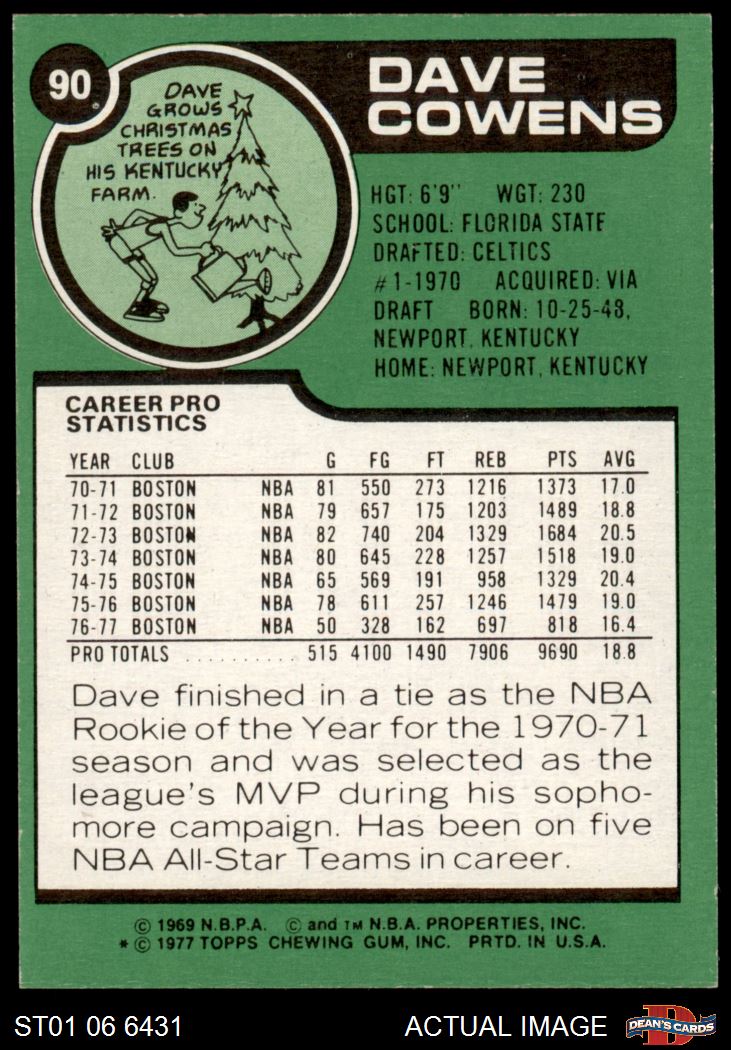 90
DAVE
GROWS
CHRISTMAS
TREES ON
HIS KENTUCKY
FARM.
DAVE
COWENS
HGT: 6'9" WGT: 230
SCHOOL: FLORIDA STATE
DRAFTED: CELTICS
#1-1970 ACQUIRED: VIA
DRAFT BORN: 10-25-48,
NEWPORT, KENTUCKY
HOME: NEWPORT, KENTUCKY
CAREER PRO
STATISTICS
YEAR CLUB G FG FT REB PTS AVG
70-71 BOSTON NBA 81 550 273 1216 1373 17.0
71-72 BOSTON NBA 79 657 175 1203 1489 18.8
72-73 BOSTON NBA 82 740 204 1329 1684 20.5
73-74 BOSTON NBA 80 645 228 1257 1518 19.0
74-75 BOSTON NBA 65 569 191 958 1329 20.4
75-76 BOSTON NBA 78 611 257 1246 1479 19.0
76-77 BOSTON NBA 50 328 162 697 818 16.4
PRO TOTALS .......... 515 4100 1490 7906 9690 18.8
Dave finished in a tie as the NBA
Rookie of the Year for the 1970-71
season and was selected as the
league's MVP during his sopho-
more campaign. Has been on five
NBA All-Star Teams in career.
© 1969 N.B.P.A. © and TM N.B.A. PROPERTIES, INC.
* © 1977 TOPPS CHEWING GUM, INC. PRTD. IN U.S.A.
ST01 06 6431 ACTUAL IMAGE DEAN'S CARDS